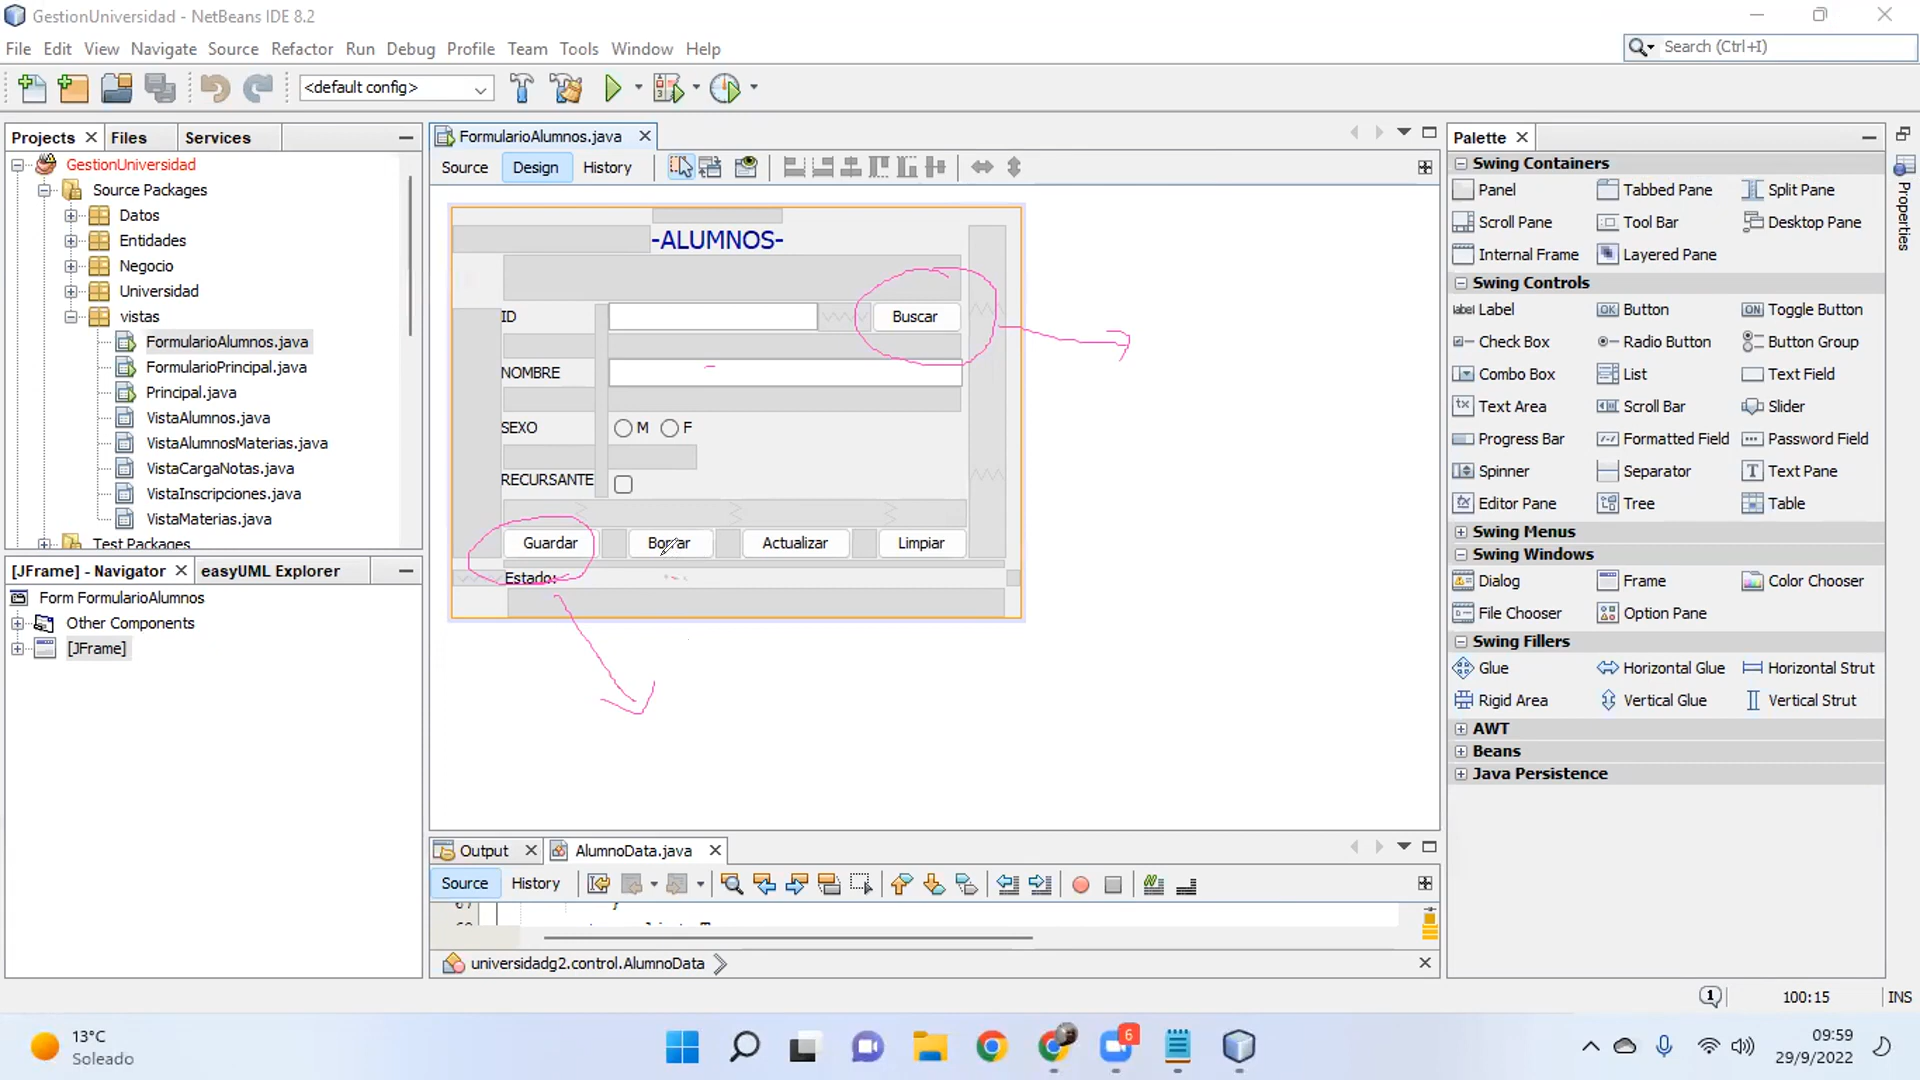 GestionUniversidad - NetBeans IDE 8.2
File Edit View Navigate Source Refactor Run Debug Profile Team Tools Window Help
Search (Ctrl+I)
<default config>
Projects Files Services
GestionUniversidad
Source Packages
Datos
Entidades
Negocio
Universidad
vistas
FormularioAlumnos.java
FormularioPrincipal.java
Principal.java
VistaAlumnos.java
VistaAlumnosMaterias.java
VistaCargaNotas.java
VistaInscripciones.java
VistaMaterias.java
Test Packages
[JFrame] - Navigator easyUML Explorer
Form FormularioAlumnos
Other Components
[JFrame]
FormularioAlumnos.java
Source Design History
-ALUMNOS-
ID Buscar
NOMBRE
SEXO M F
RECURSANTE
Guardar Borrar Actualizar Limpiar
Estado:
Output AlumnoData.java
Source History
67 }
universidadg2.control.AlumnoData
Palette
Swing Containers
Panel Tabbed Pane Split Pane
Scroll Pane Tool Bar Desktop Pane
Internal Frame Layered Pane
Swing Controls
label Label OK Button Toggle Button
Check Box Radio Button Button Group
Combo Box List Text Field
Text Area Scroll Bar Slider
Progress Bar Formatted Field Password Field
Spinner Separator Text Pane
Editor Pane Tree Table
Swing Menus
Swing Windows
Dialog Frame Color Chooser
File Chooser Option Pane
Swing Fillers
Glue Horizontal Glue Horizontal Strut
Rigid Area Vertical Glue Vertical Strut
AWT
Beans
Java Persistence
Properties
1 100:15 INS
13°C
Soleado
6
09:59
29/9/2022